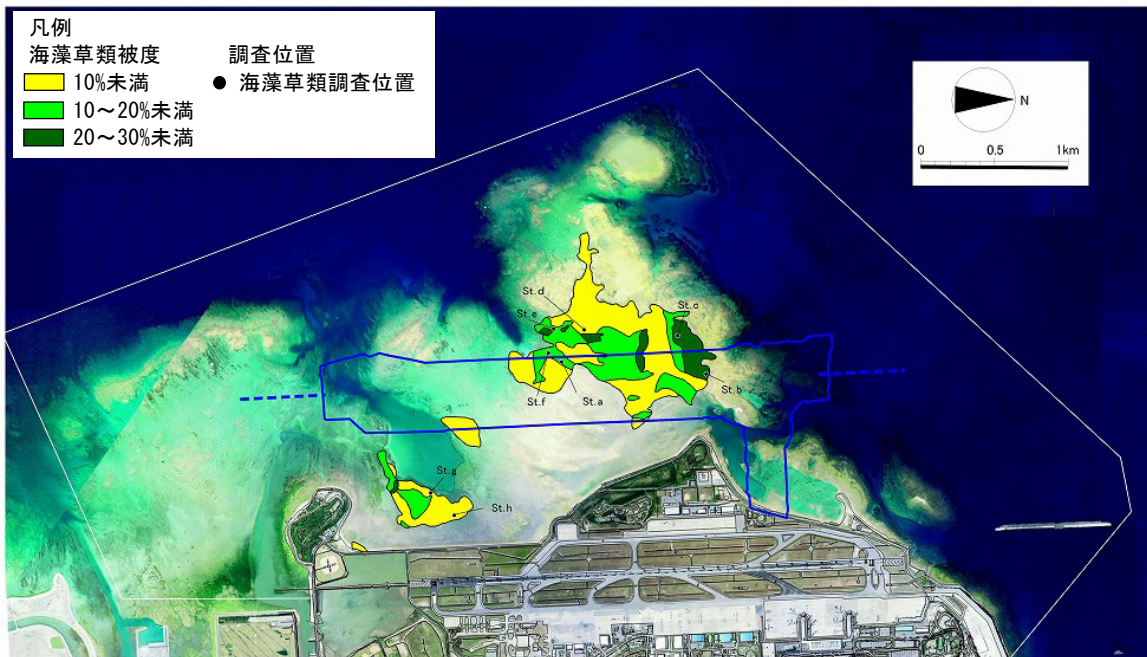 凡例
海藻草類被度
10%未満
10～20%未満
20～30%未満
調査位置
● 海藻草類調査位置
N
0 0.5 1km
St.d
St.e
St.c
St.b
St.f
St.a
St.g
St.h